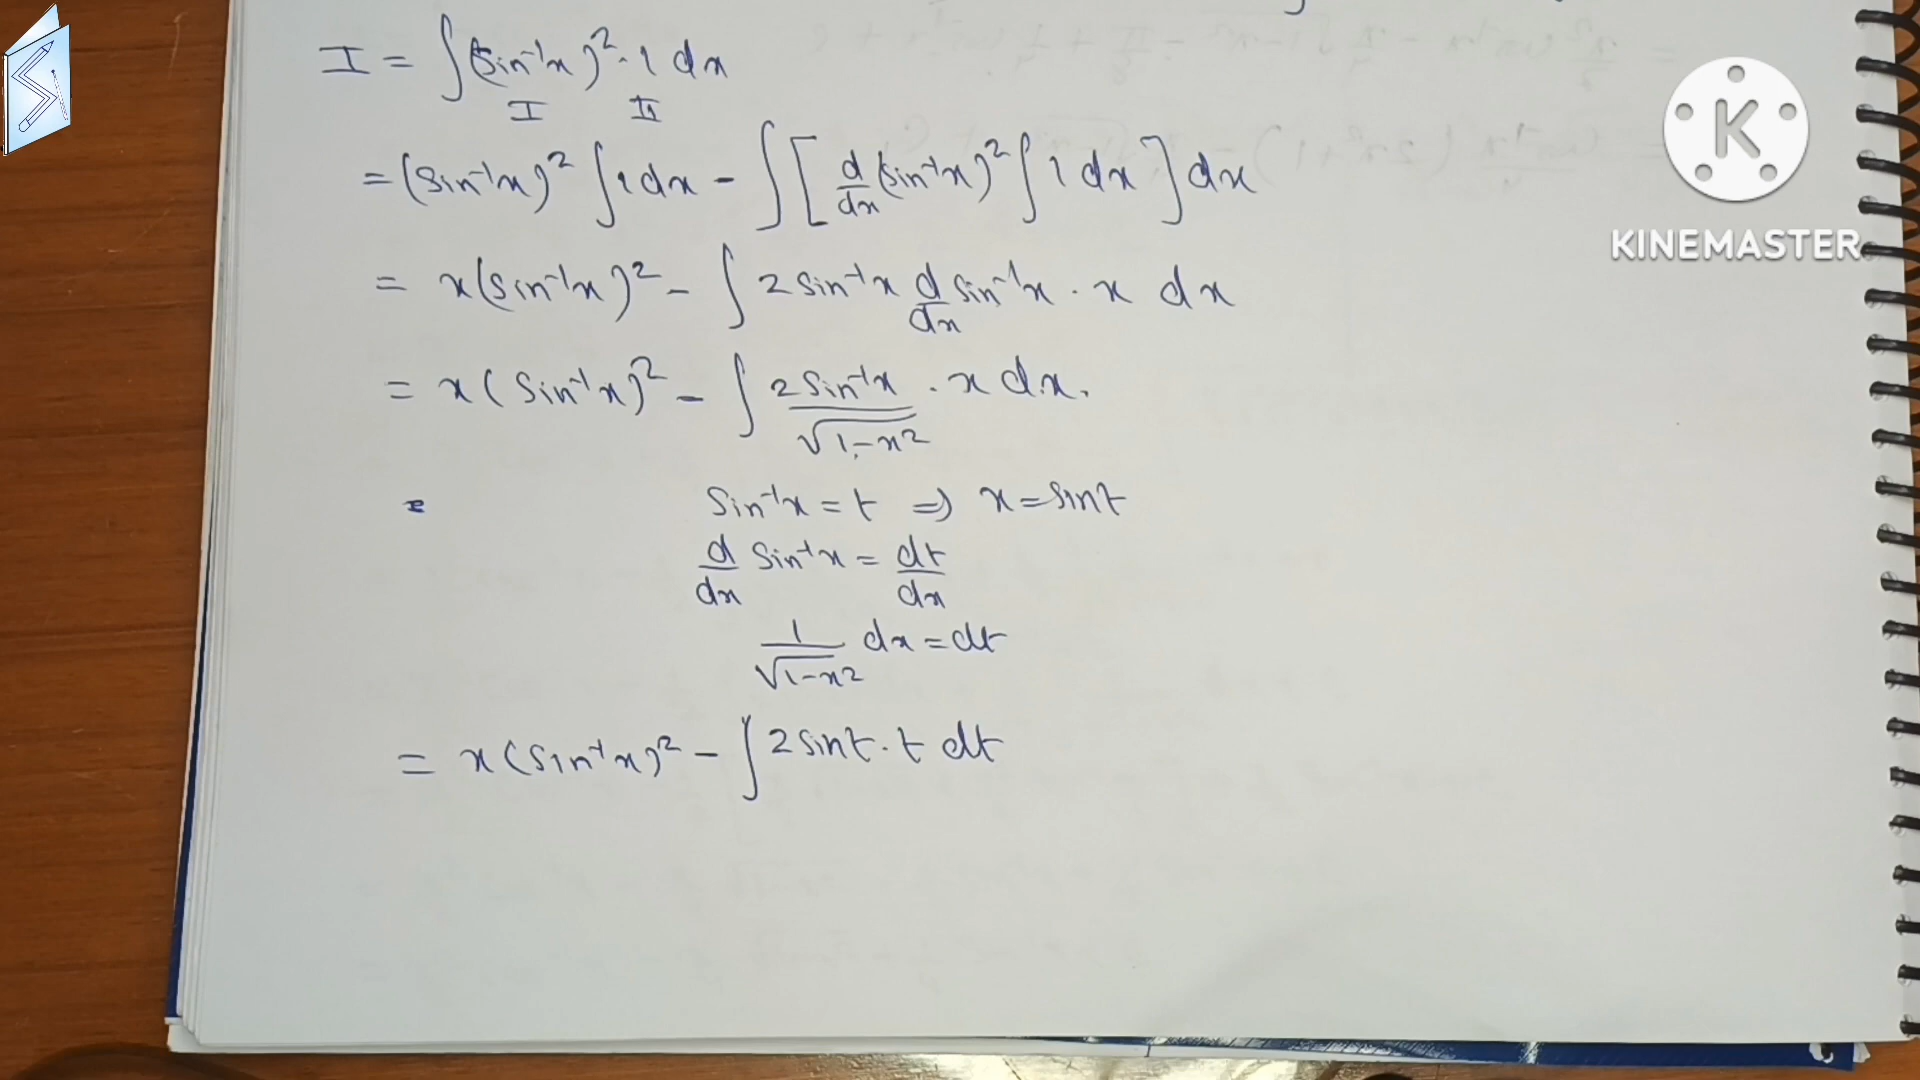 I = ∫(Sin⁻¹x)² · 1 dx
I II
= (Sin⁻¹x)² ∫1 dx - ∫[d/dx (Sin⁻¹x)² ∫1 dx] dx
= x(Sin⁻¹x)² - ∫ 2 Sin⁻¹x d/dx Sin⁻¹x · x dx
= x(Sin⁻¹x)² - ∫ 2 Sin⁻¹x/√1-x² · x dx.
Sin⁻¹x = t ⇒ x = Sint
d/dx Sin⁻¹x = dt/dx
1/√1-x² dx = dt
= x(Sin⁻¹x)² - ∫ 2 Sint · t dt
K
KINEMASTER